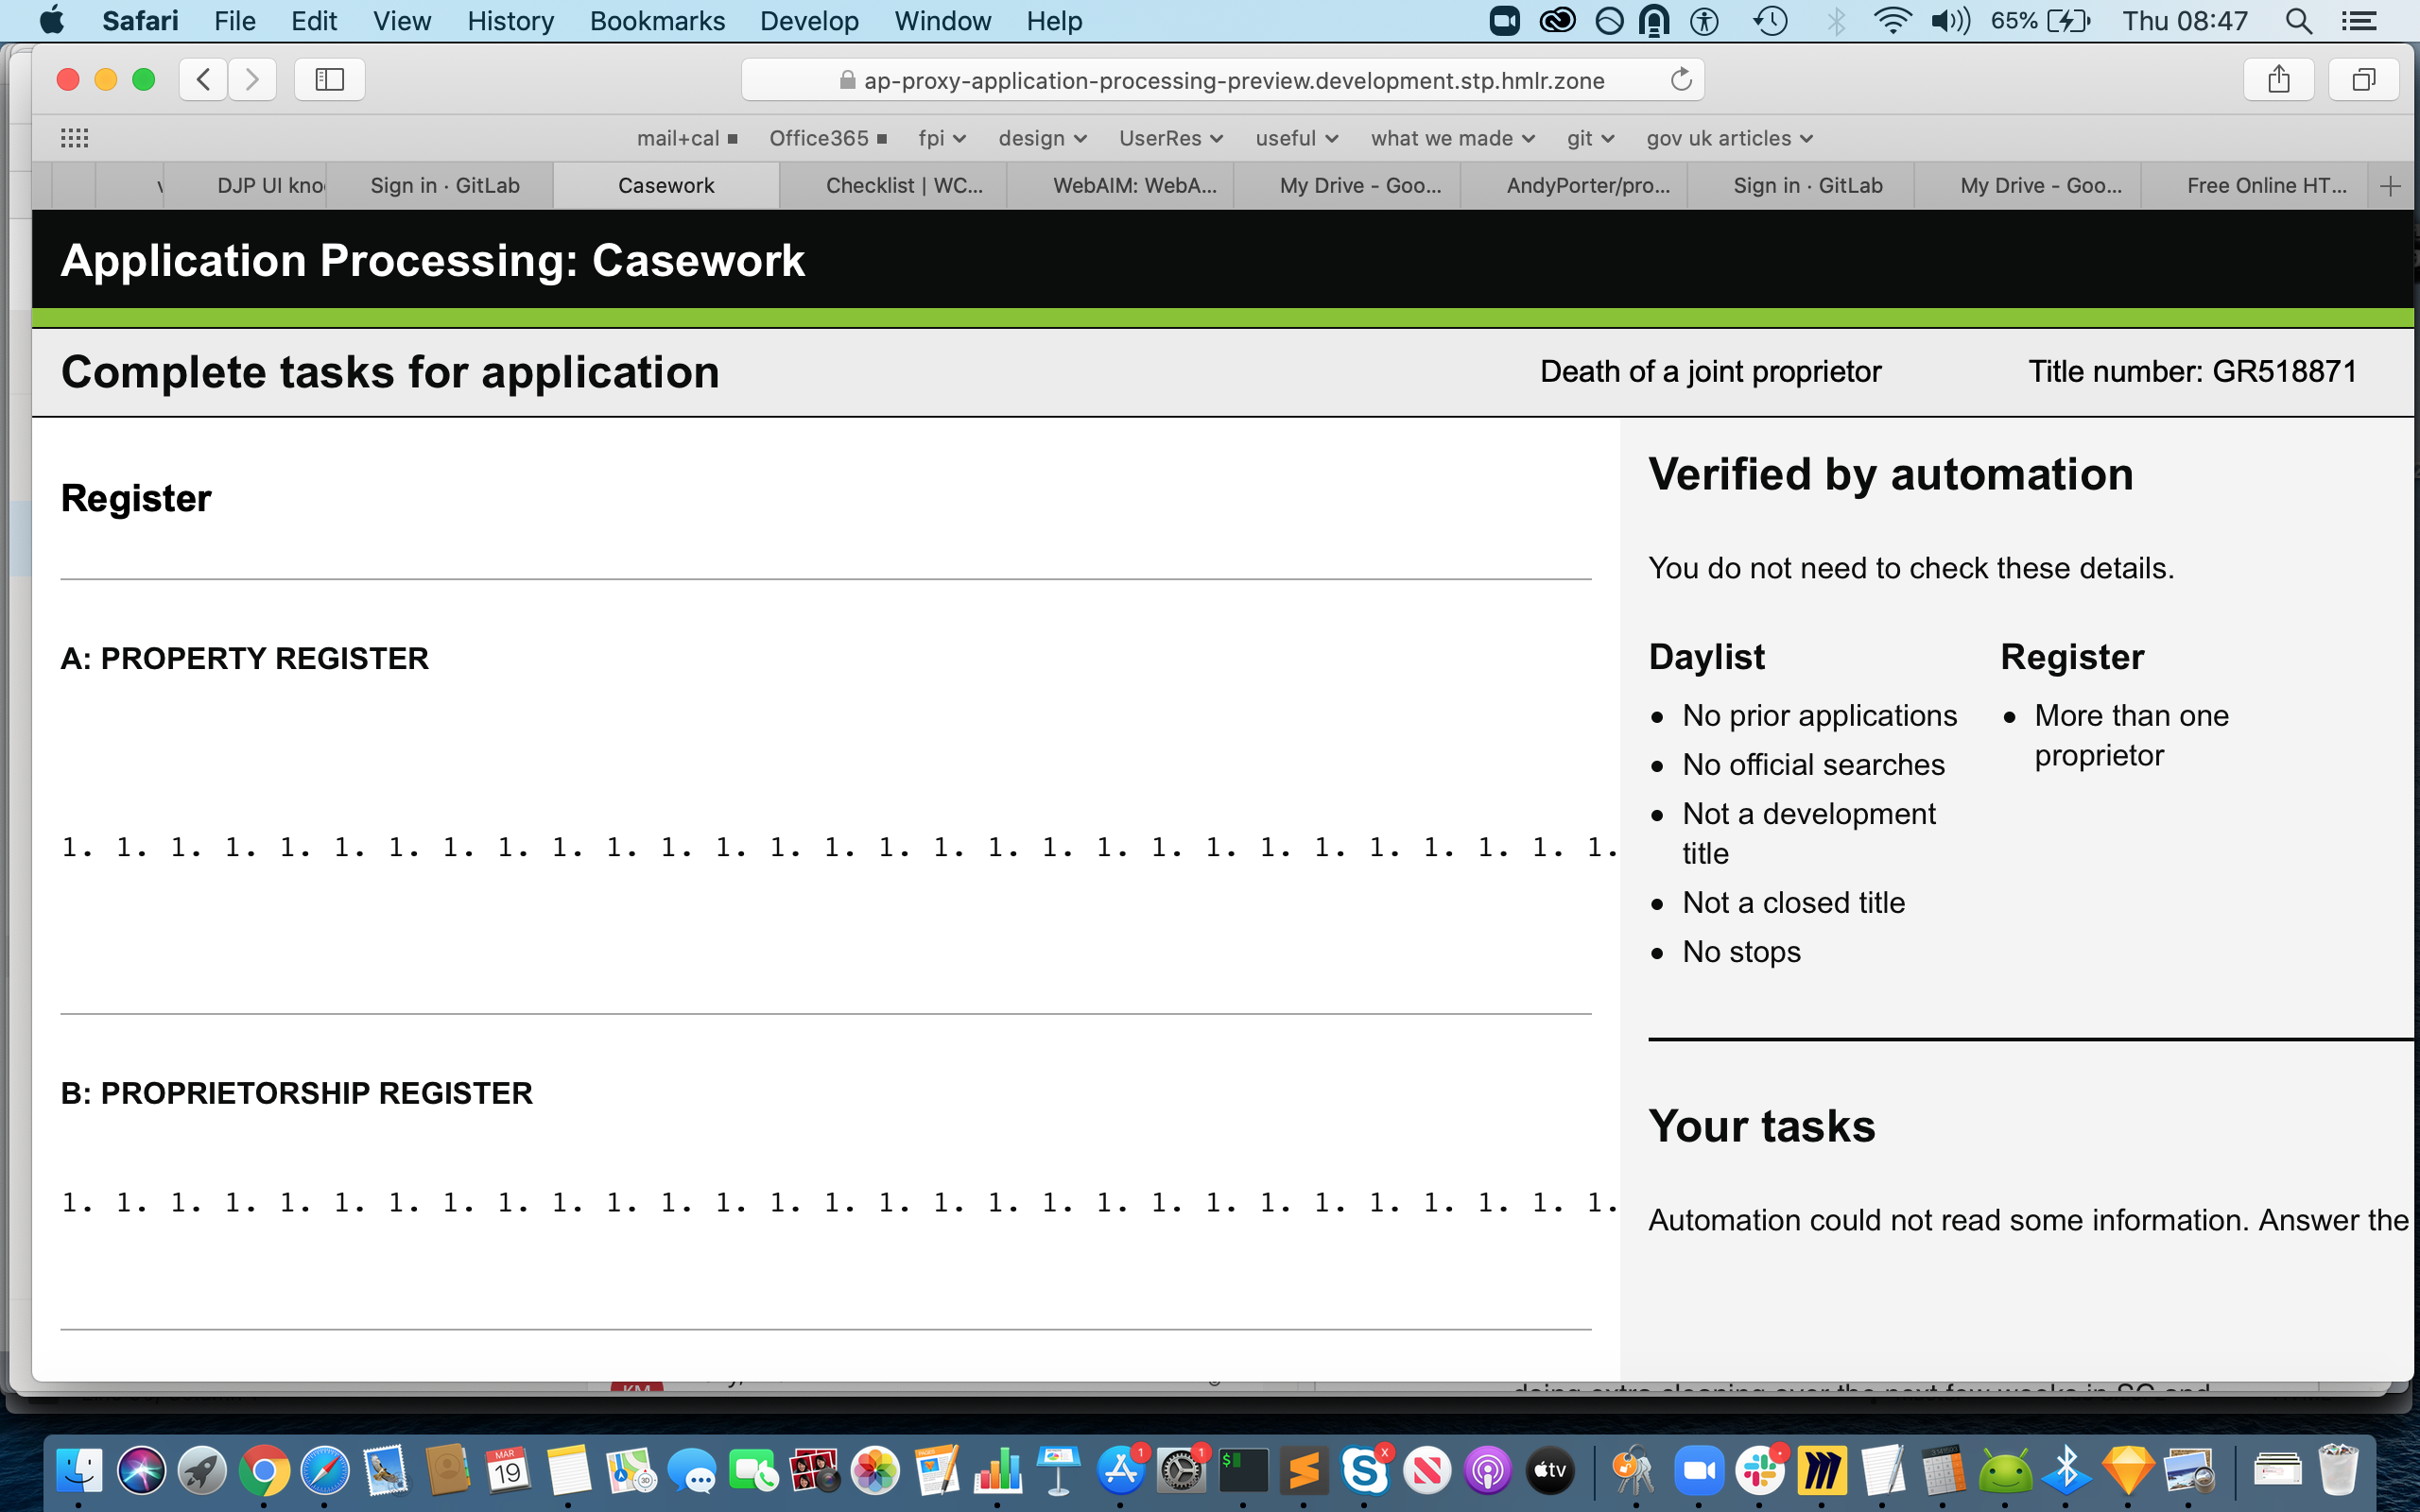 Safari File Edit View History Bookmarks Develop Window Help 65% Thu 08:47
ap-proxy-application-processing-preview.development.stp.hmlr.zone
mail+cal Office365 fpi design UserRes useful what we made git gov uk articles
DJP UI kno Sign in · GitLab Casework Checklist | WC... WebAIM: WebA... My Drive - Goo... AndyPorter/pro... Sign in · GitLab My Drive - Goo... Free Online HT...
Application Processing: Casework
Complete tasks for application Death of a joint proprietor Title number: GR518871
Register
A: PROPERTY REGISTER
1. 1. 1. 1. 1. 1. 1. 1. 1. 1. 1. 1. 1. 1. 1. 1. 1. 1. 1. 1. 1. 1. 1. 1. 1. 1. 1. 1. 1.
B: PROPRIETORSHIP REGISTER
1. 1. 1. 1. 1. 1. 1. 1. 1. 1. 1. 1. 1. 1. 1. 1. 1. 1. 1. 1. 1. 1. 1. 1. 1. 1. 1. 1. 1.
Verified by automation
You do not need to check these details.
Daylist
No prior applications
No official searches
Not a development
title
Not a closed title
No stops
Register
More than one
proprietor
Your tasks
Automation could not read some information. Answer the
MAR
19
tv